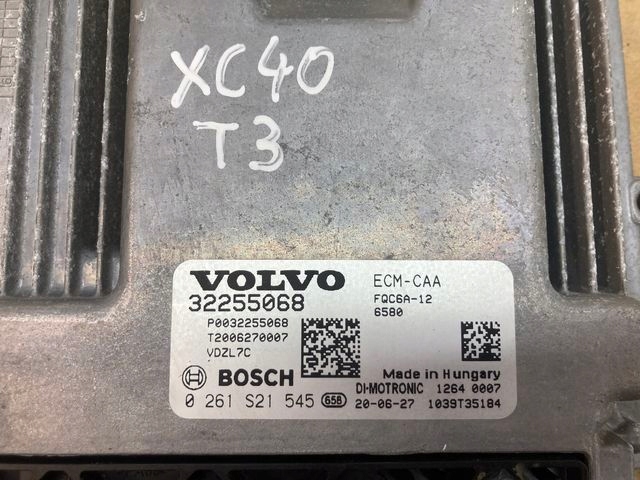 XC40
T3
VOLVO ECM-CAA
32255068 FQC6A-12
6580
P0032255068
T2006270007
VDZL7C
BOSCH Made in Hungary
DI-MOTRONIC 1264 0007
0 261 S21 545 658 20-06-27 1039T35184